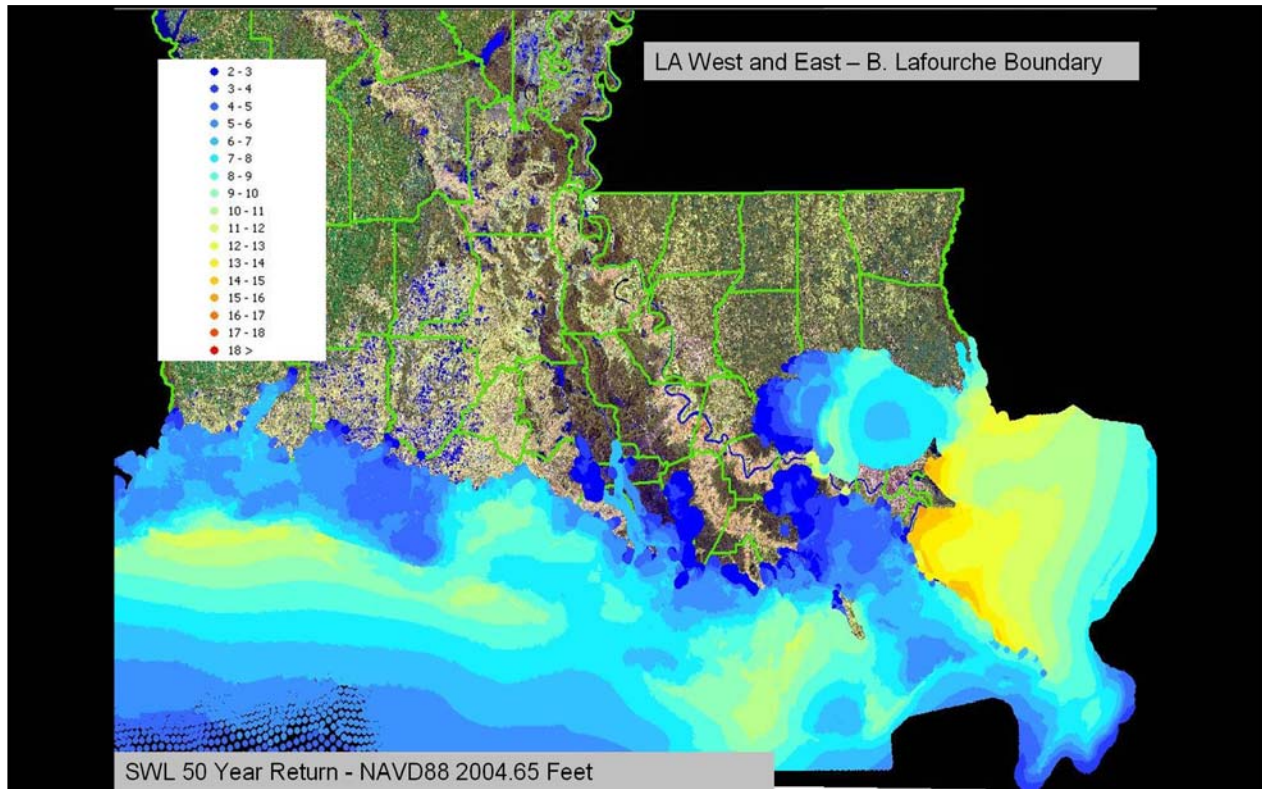 LA West and East – B. Lafourche Boundary
2 - 3
3 - 4
4 - 5
5 - 6
6 - 7
7 - 8
8 - 9
9 - 10
10 - 11
11 - 12
12 - 13
13 - 14
14 - 15
15 - 16
16 - 17
17 - 18
18 >
SWL 50 Year Return - NAVD88 2004.65 Feet